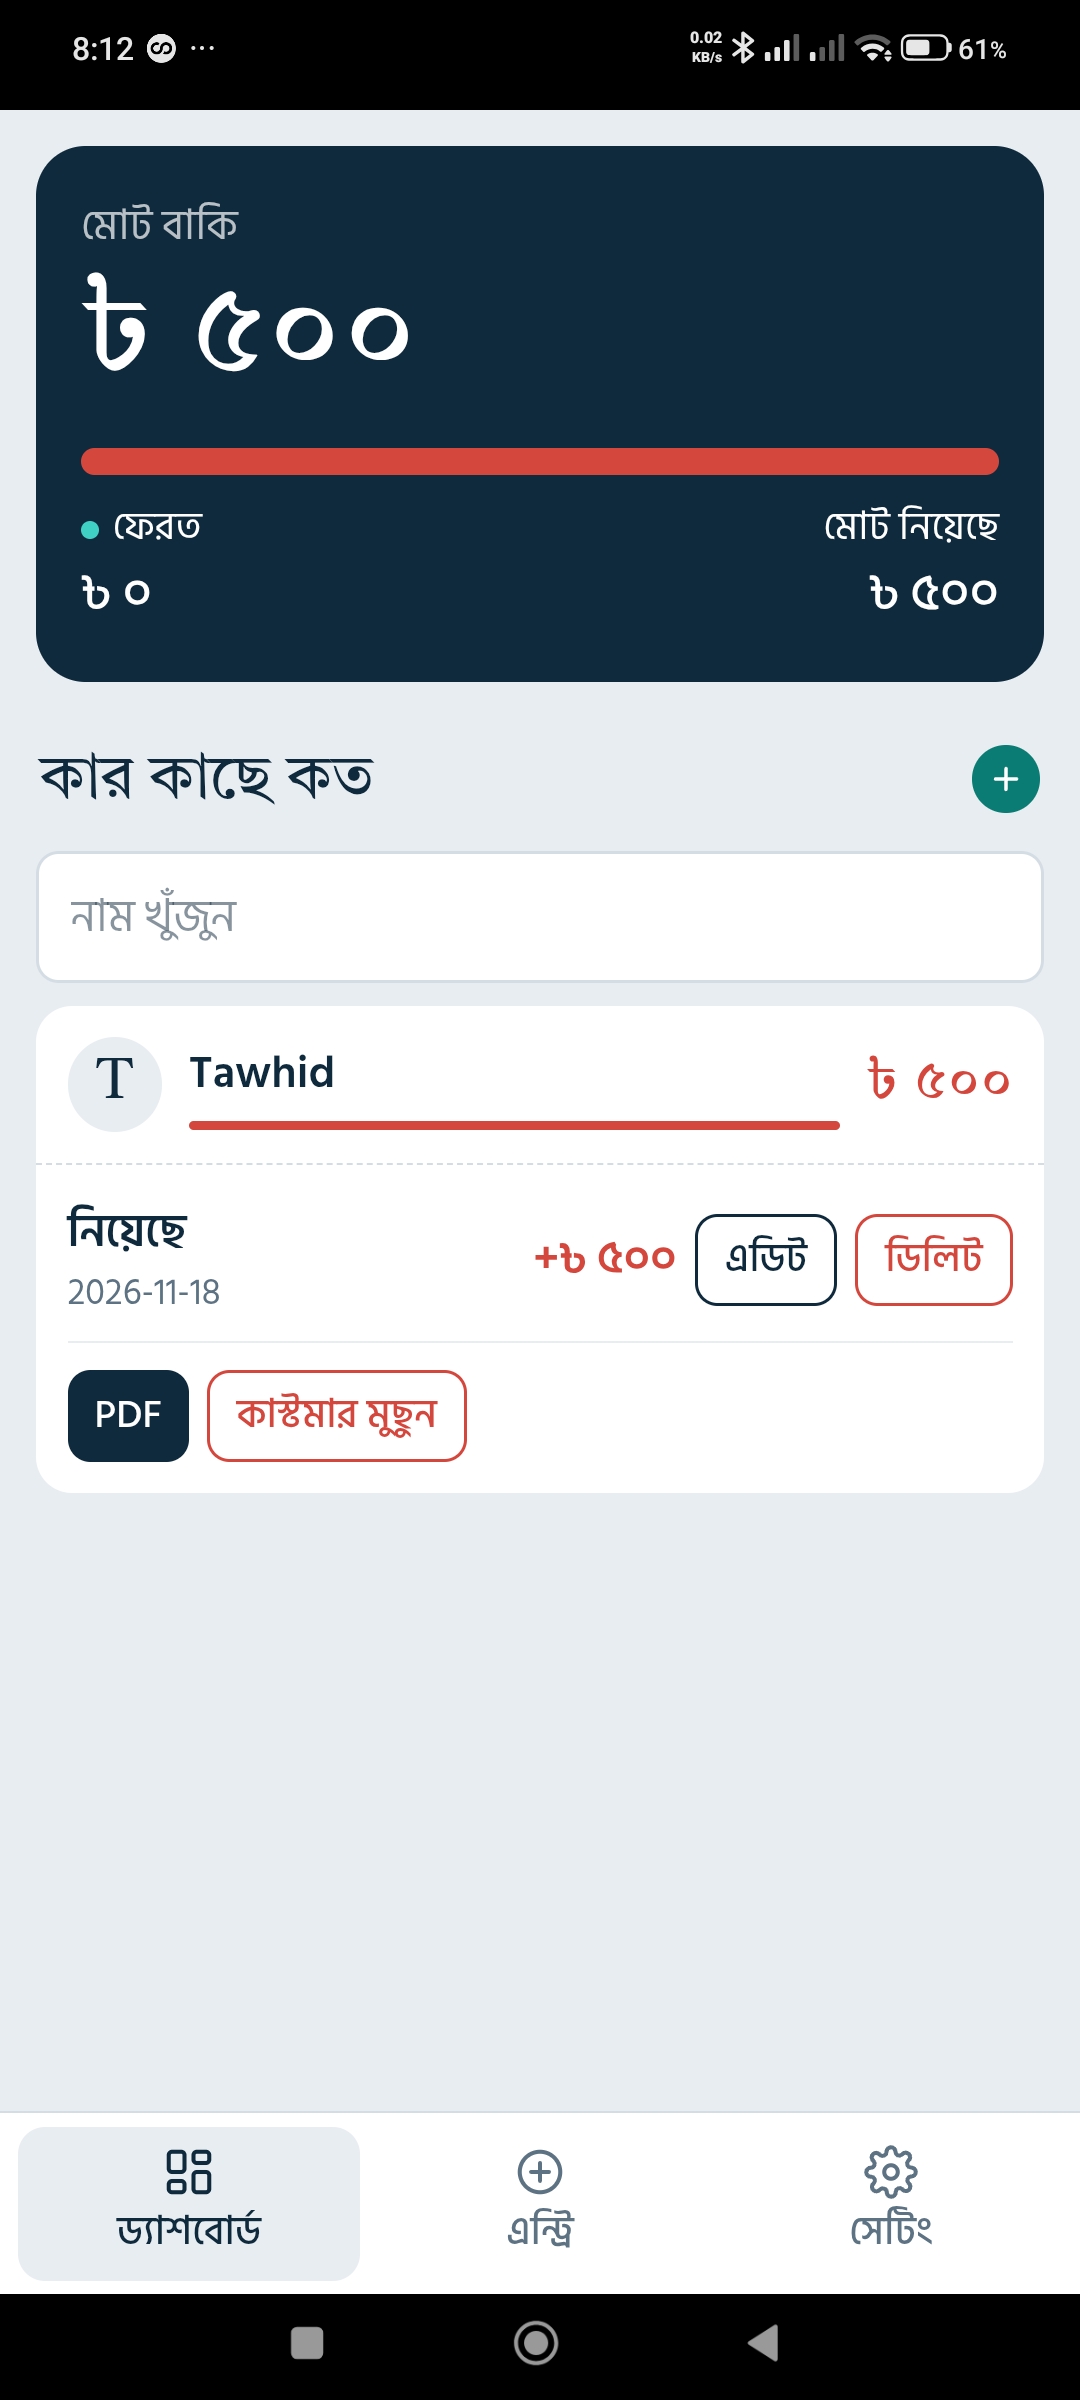 8:12 ... 0.02 KB/s 61%
মোট বাকি
৳ ৫০০
ফেরত মোট নিয়েছে
৳ ০ ৳ ৫০০
কার কাছে কত
+
নাম খুঁজুন
T Tawhid ৳ ৫০০
নিয়েছে
+৳ ৫০০ এডিট ডিলিট
2026-11-18
PDF কাস্টমার মুছুন
ড্যাশবোর্ড এন্ট্রি সেটিং